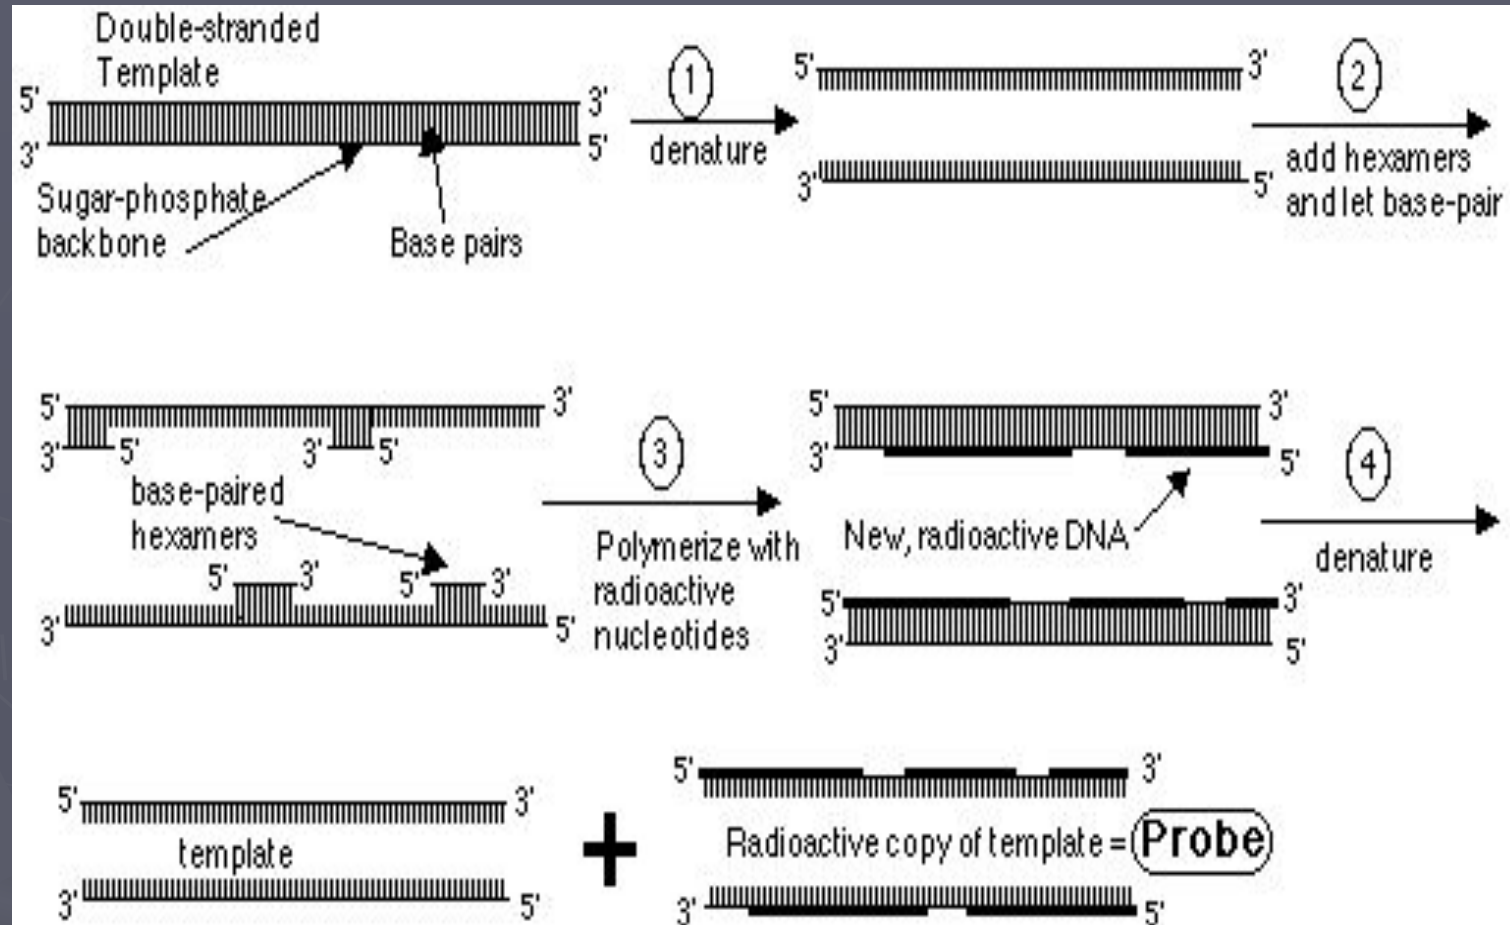 Double-stranded
Template
5' 3'
3' 5'
Sugar-phosphate
backbone
Base pairs
1
denature
5' 3'
3' 5'
2
add hexamers
and let base-pair
5' 3'
3' 5' 3' 5'
base-paired
hexamers
5' 3' 5' 3'
3' 5'
3
Polymerize with
radioactive
nucleotides
5' 3'
3' 5'
New, radioactive DNA
5' 3'
3' 5'
4
denature
5' 3'
template
3' 5'
+
5' 3'
Radioactive copy of template = Probe
3' 5'